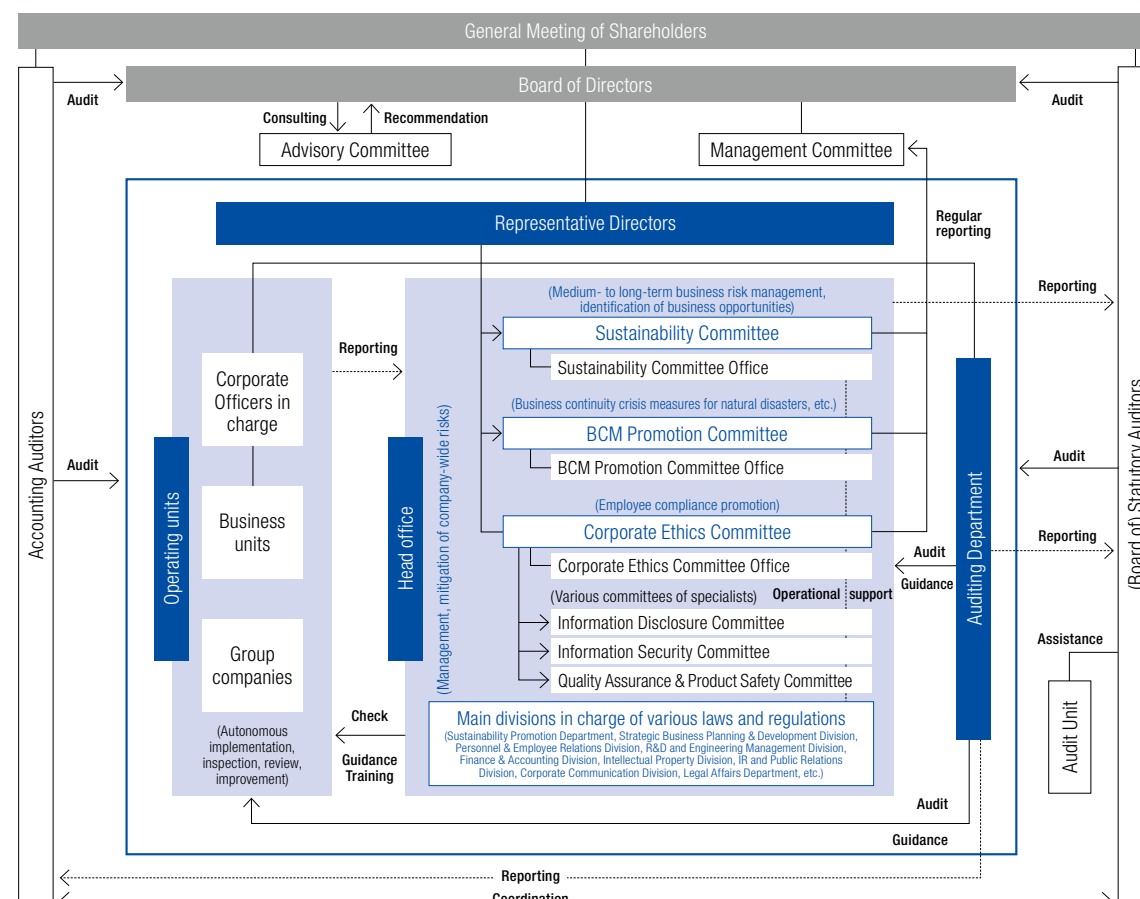 General Meeting of Shareholders
Board of Directors
Audit
Audit
Consulting
Recommendation
Advisory Committee
Management Committee
Representative Directors
Regular
reporting
(Medium- to long-term business risk management,
identification of business opportunities)
Sustainability Committee
Sustainability Committee Office
Reporting
Reporting
Corporate
Officers in
charge
(Business continuity crisis measures for natural disasters, etc.)
BCM Promotion Committee
BCM Promotion Committee Office
Accounting Auditors
Audit
Operating units
Business
units
Head office
(Management, mitigation of company-wide risks)
(Employee compliance promotion)
Corporate Ethics Committee
Corporate Ethics Committee Office
(Various committees of specialists)
Operational support
Information Disclosure Committee
Information Security Committee
Quality Assurance & Product Safety Committee
Audit
Guidance
Auditing Department
Audit
Reporting
(Board of) Statutory Auditors
Assistance
Audit Unit
Group
companies
(Autonomous
implementation,
inspection, review,
improvement)
Check
Guidance
Training
Main divisions in charge of various laws and regulations
(Sustainability Promotion Department, Strategic Business Planning & Development Division,
Personnel & Employee Relations Division, R&D and Engineering Management Division,
Finance & Accounting Division, Intellectual Property Division, IR and Public Relations
Division, Corporate Communication Division, Legal Affairs Department, etc.)
Audit
Guidance
Reporting
Coordination